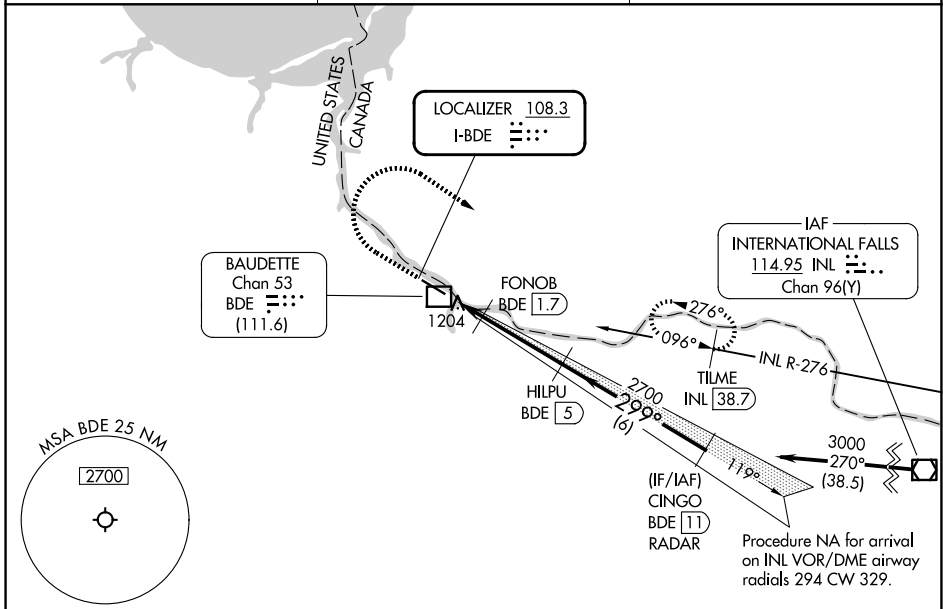 UNITED STATES
CANADA
LOCALIZER 108.3
I-BDE
IAF
INTERNATIONAL FALLS
114.95 INL
Chan 96(Y)
BAUDETTE
Chan 53
BDE
(111.6)
FONOB
BDE 1.7
1204
276°
096°
INL R-276
TILME
INL 38.7
HILPU
BDE 5
2700
299°
(6)
3000
270°
(38.5)
119°
(IF/IAF)
CINGO
BDE 11
RADAR
MSA BDE 25 NM
2700
Procedure NA for arrival
on INL VOR/DME airway
radials 294 CW 329.